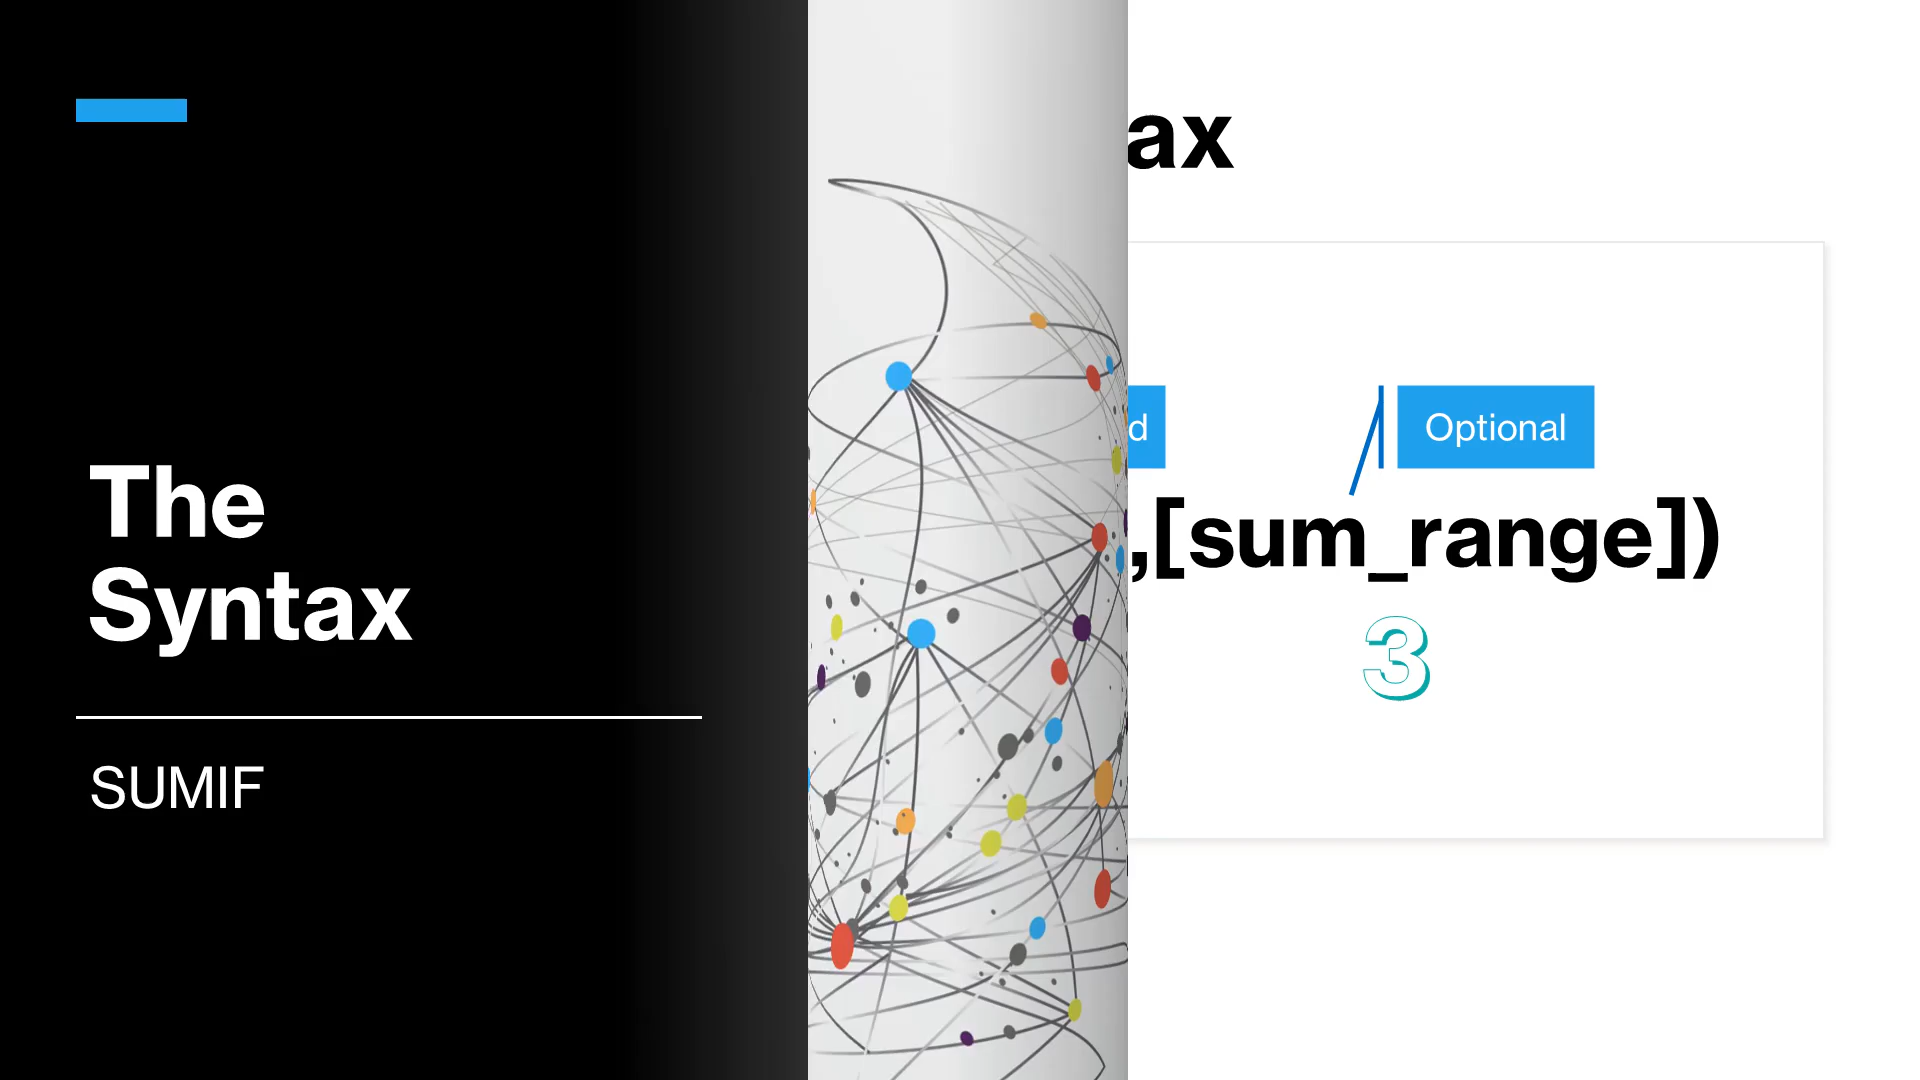 The
Syntax
SUMIF
ax
d
Optional
,[sum_range])
3